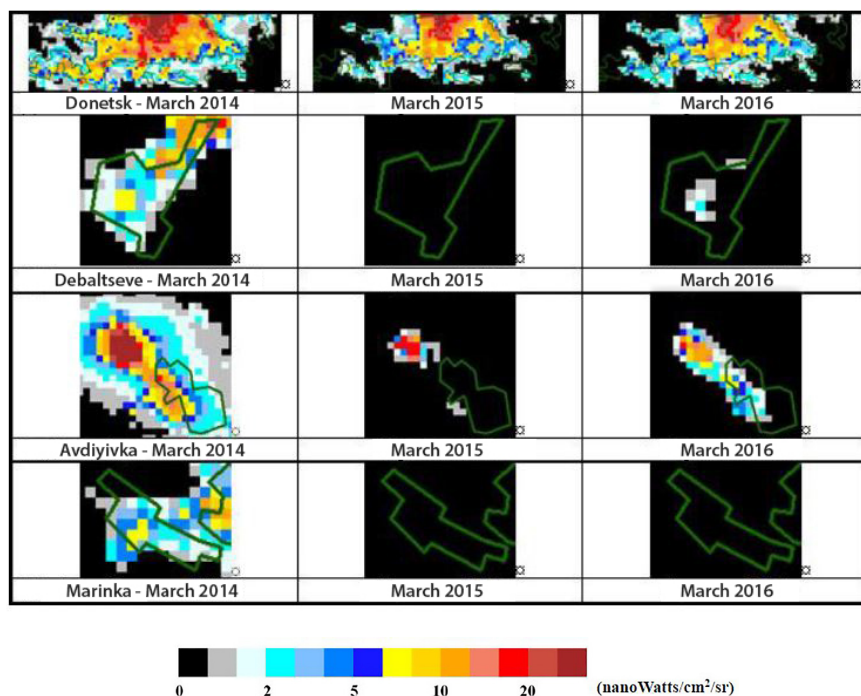 Donetsk - March 2014 March 2015 March 2016
Debaltseve - March 2014 March 2015 March 2016
Avdiyivka - March 2014 March 2015 March 2016
Marinka - March 2014 March 2015 March 2016
0 2 5 10 20 (nanoWatts/cm²/sr)